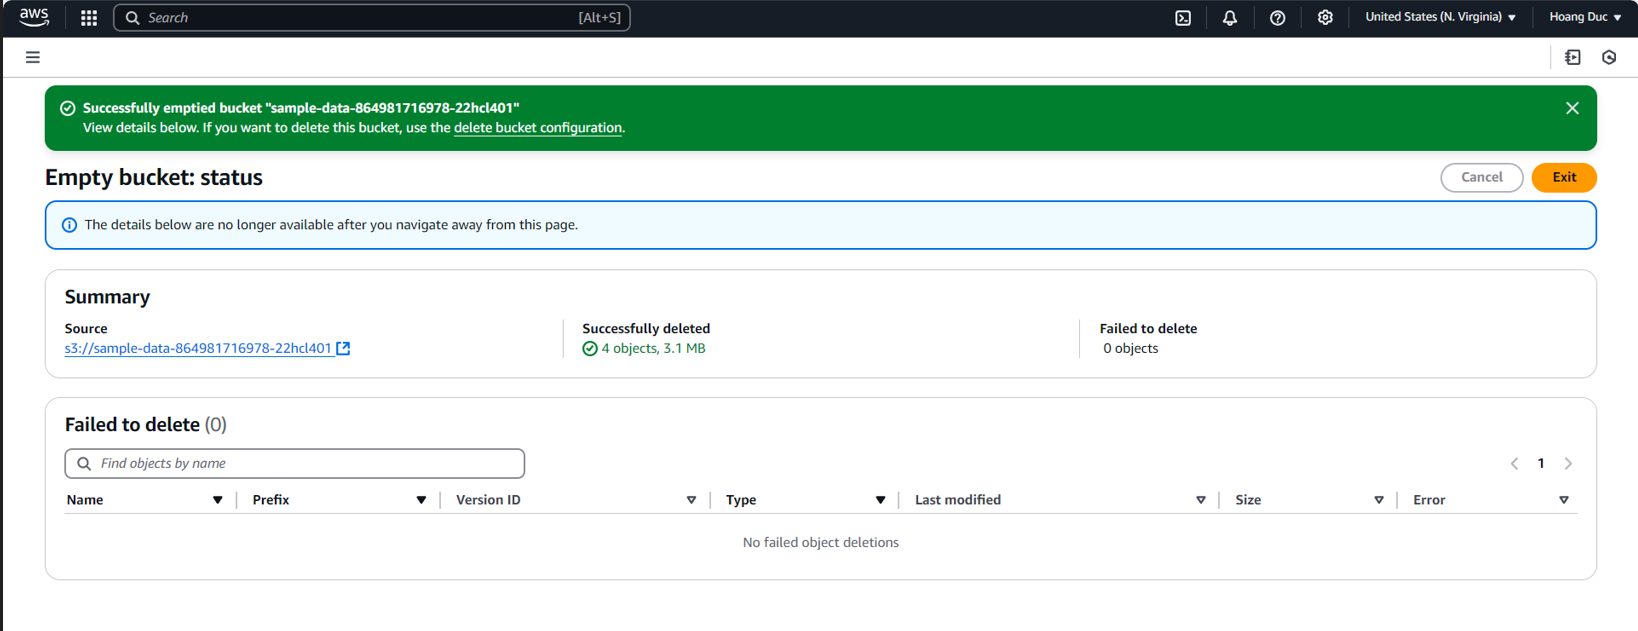 aws
Search [Alt+S]
United States (N. Virginia) Hoang Duc
Successfully emptied bucket "sample-data-864981716978-22hcl401"
View details below. If you want to delete this bucket, use the delete bucket configuration.
Empty bucket: status
Cancel Exit
The details below are no longer available after you navigate away from this page.
Summary
Source Successfully deleted Failed to delete
s3://sample-data-864981716978-22hcl401 4 objects, 3.1 MB 0 objects
Failed to delete (0)
Find objects by name 1
Name Prefix Version ID Type Last modified Size Error
No failed object deletions